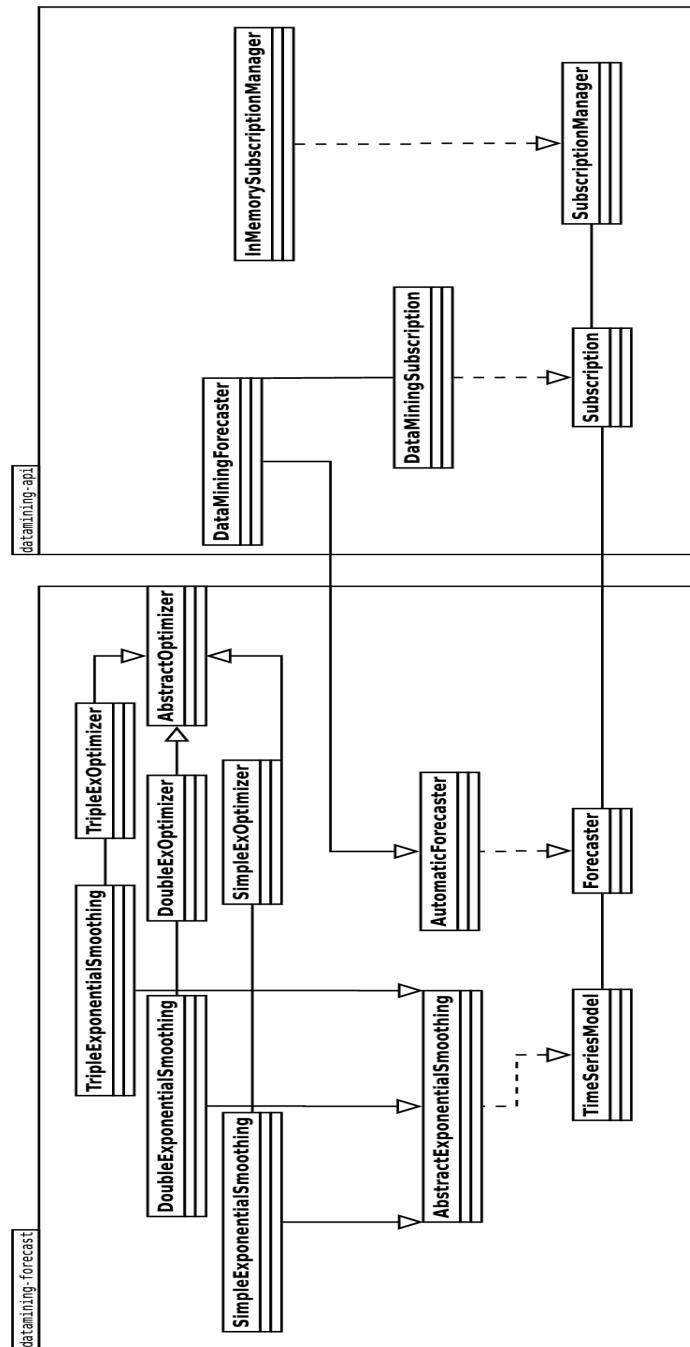 datamining-forecast
datamining-api
TripleExponentialSmoothing
TripleExOptimizer
DoubleExponentialSmoothing
DoubleExOptimizer
AbstractOptimizer
SimpleExponentialSmoothing
SimpleExOptimizer
DataMiningForecaster
InMemorySubscriptionManager
AbstractExponentialSmoothing
AutomaticForecaster
DataMiningSubscription
TimeSeriesModel
Forecaster
Subscription
SubscriptionManager